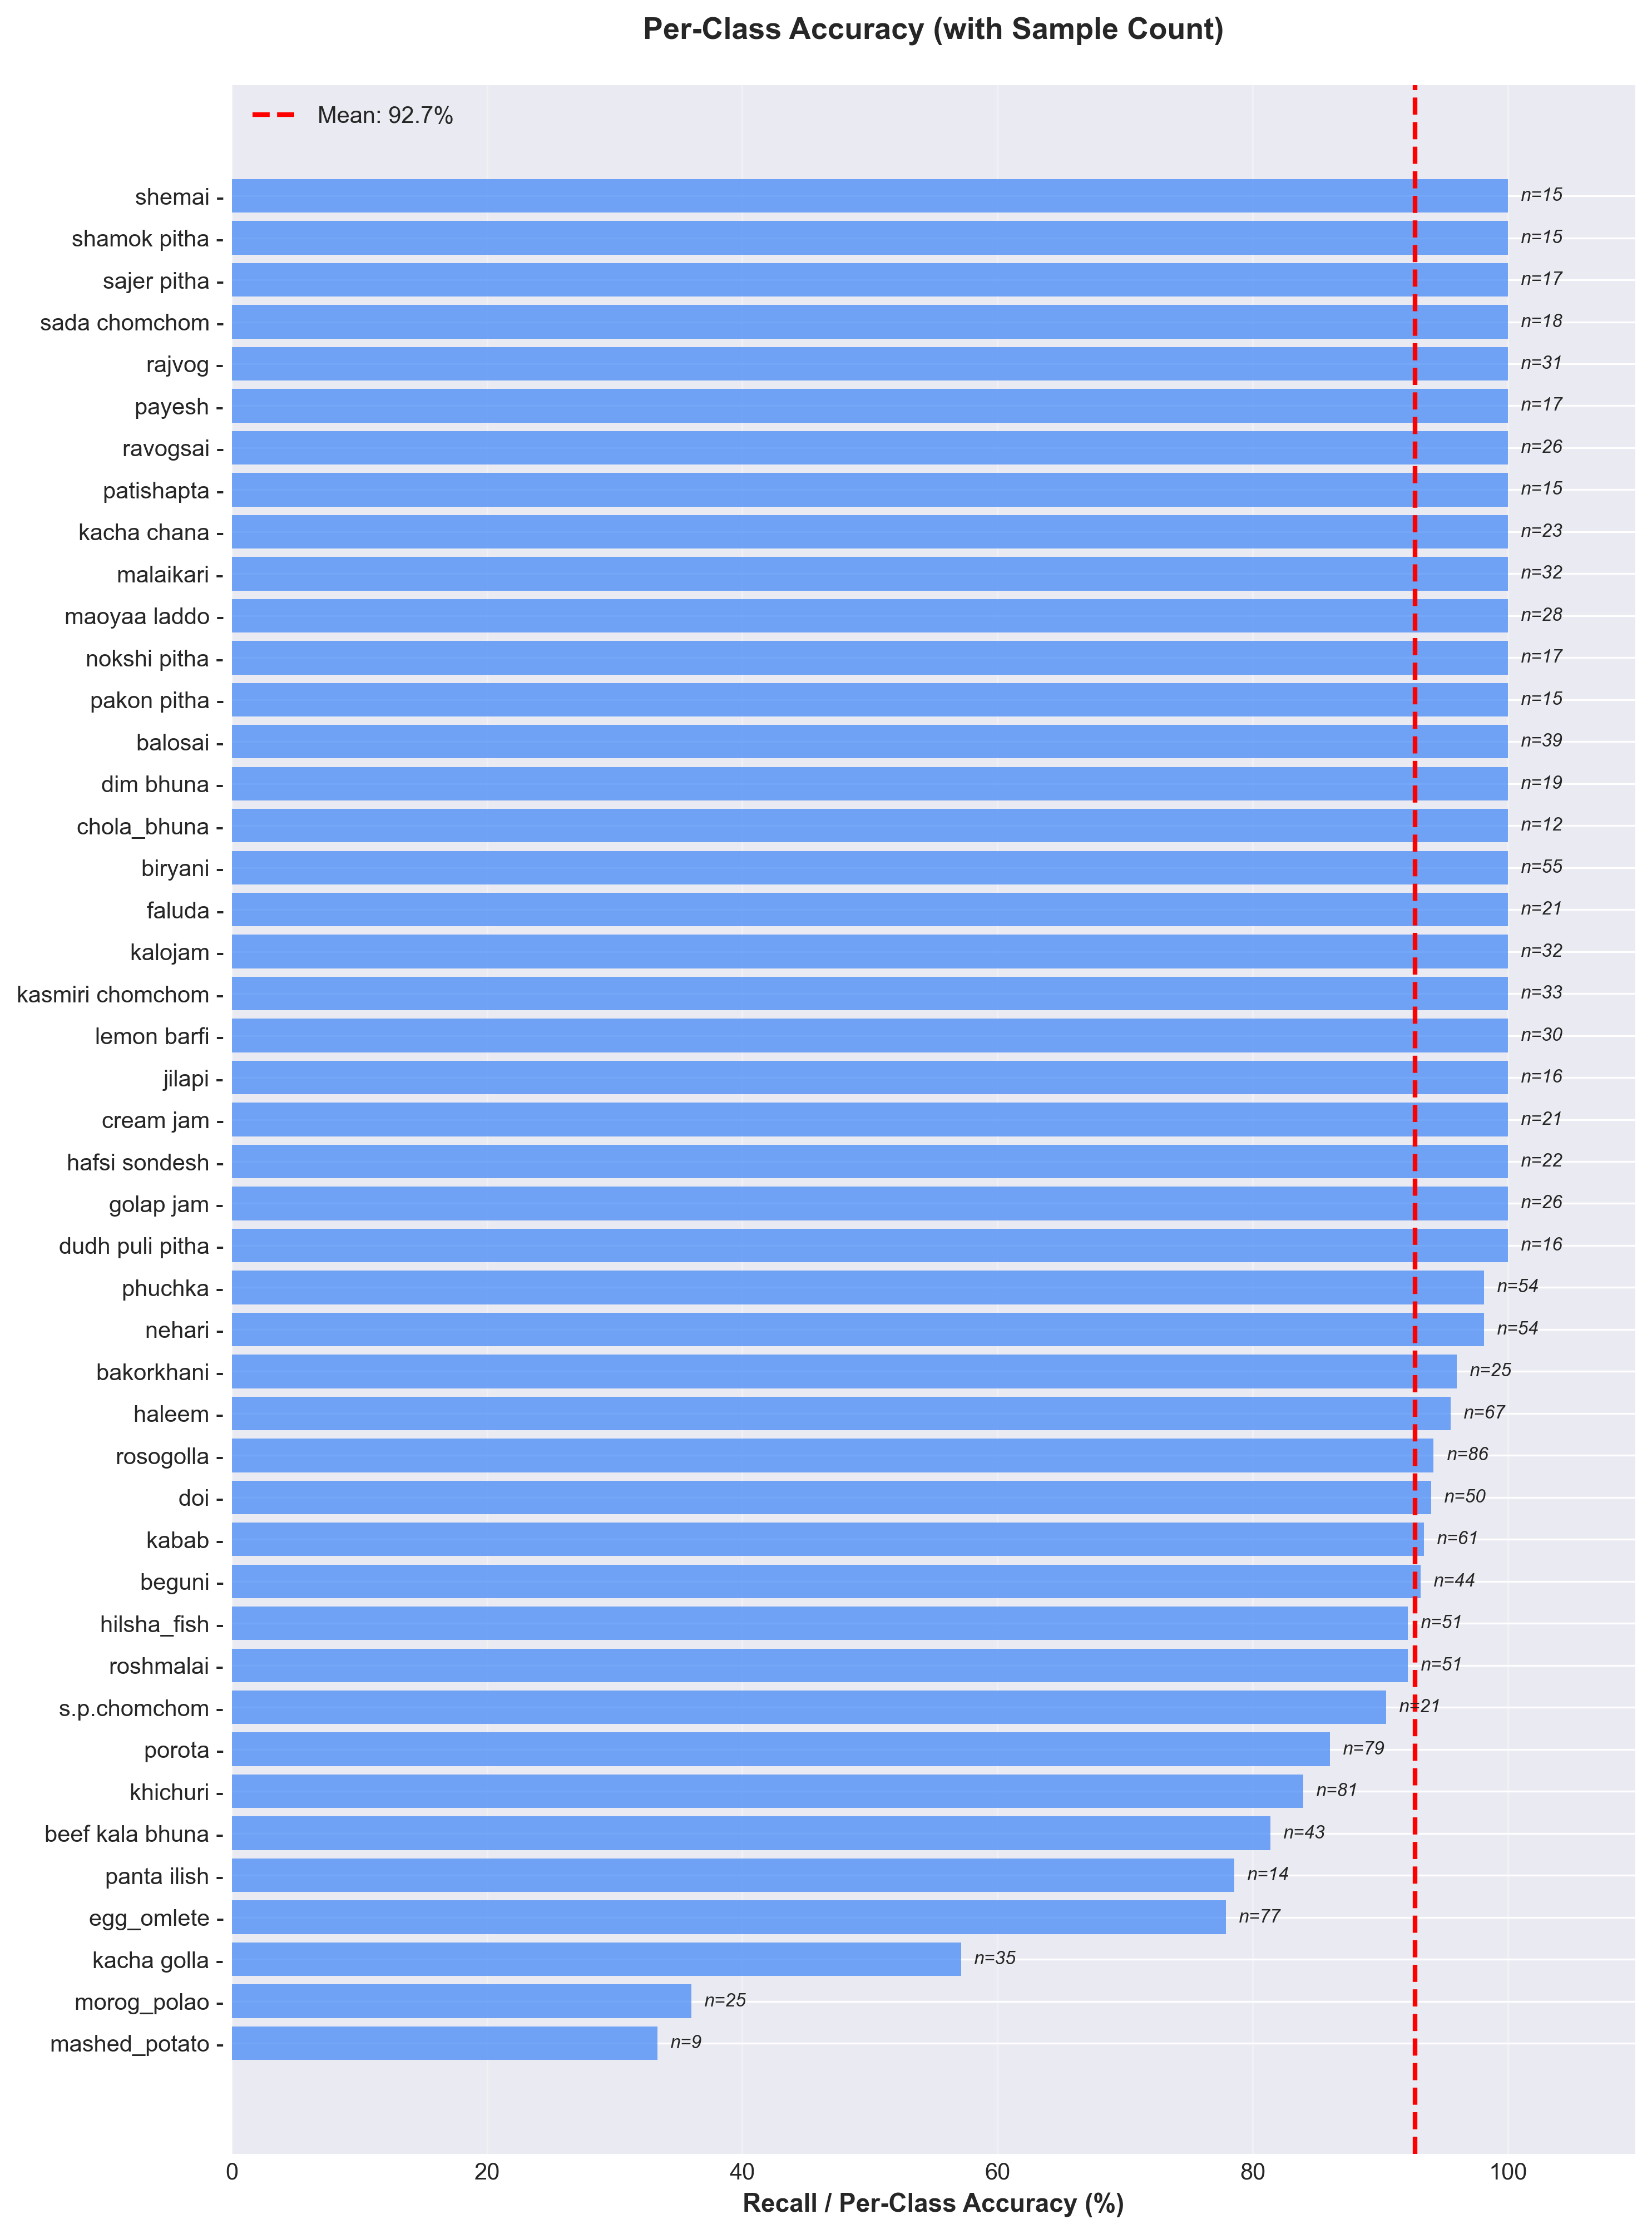 Per-Class Accuracy (with Sample Count)
Mean: 92.7%
shemai - n=15
shamok pitha - n=15
sajer pitha - n=17
sada chomchom - n=18
rajvog - n=31
payesh - n=17
ravogsai - n=26
patishapta - n=15
kacha chana - n=23
malaikari - n=32
maoyaa laddo - n=28
nokshi pitha - n=17
pakon pitha - n=15
balosai - n=39
dim bhuna - n=19
chola_bhuna - n=12
biryani - n=55
faluda - n=21
kalojam - n=32
kasmiri chomchom - n=33
lemon barfi - n=30
jilapi - n=16
cream jam - n=21
hafsi sondesh - n=22
golap jam - n=26
dudh puli pitha - n=16
phuchka - n=54
nehari - n=54
bakorkhani - n=25
haleem - n=67
rosogolla - n=86
doi - n=50
kabab - n=61
beguni - n=44
hilsha_fish - n=51
roshmalai - n=51
s.p.chomchom - n=21
porota - n=79
khichuri - n=81
beef kala bhuna - n=43
panta ilish - n=14
egg_omlete - n=77
kacha golla - n=35
morog_polao - n=25
mashed_potato - n=9
0 20 40 60 80 100
Recall / Per-Class Accuracy (%)